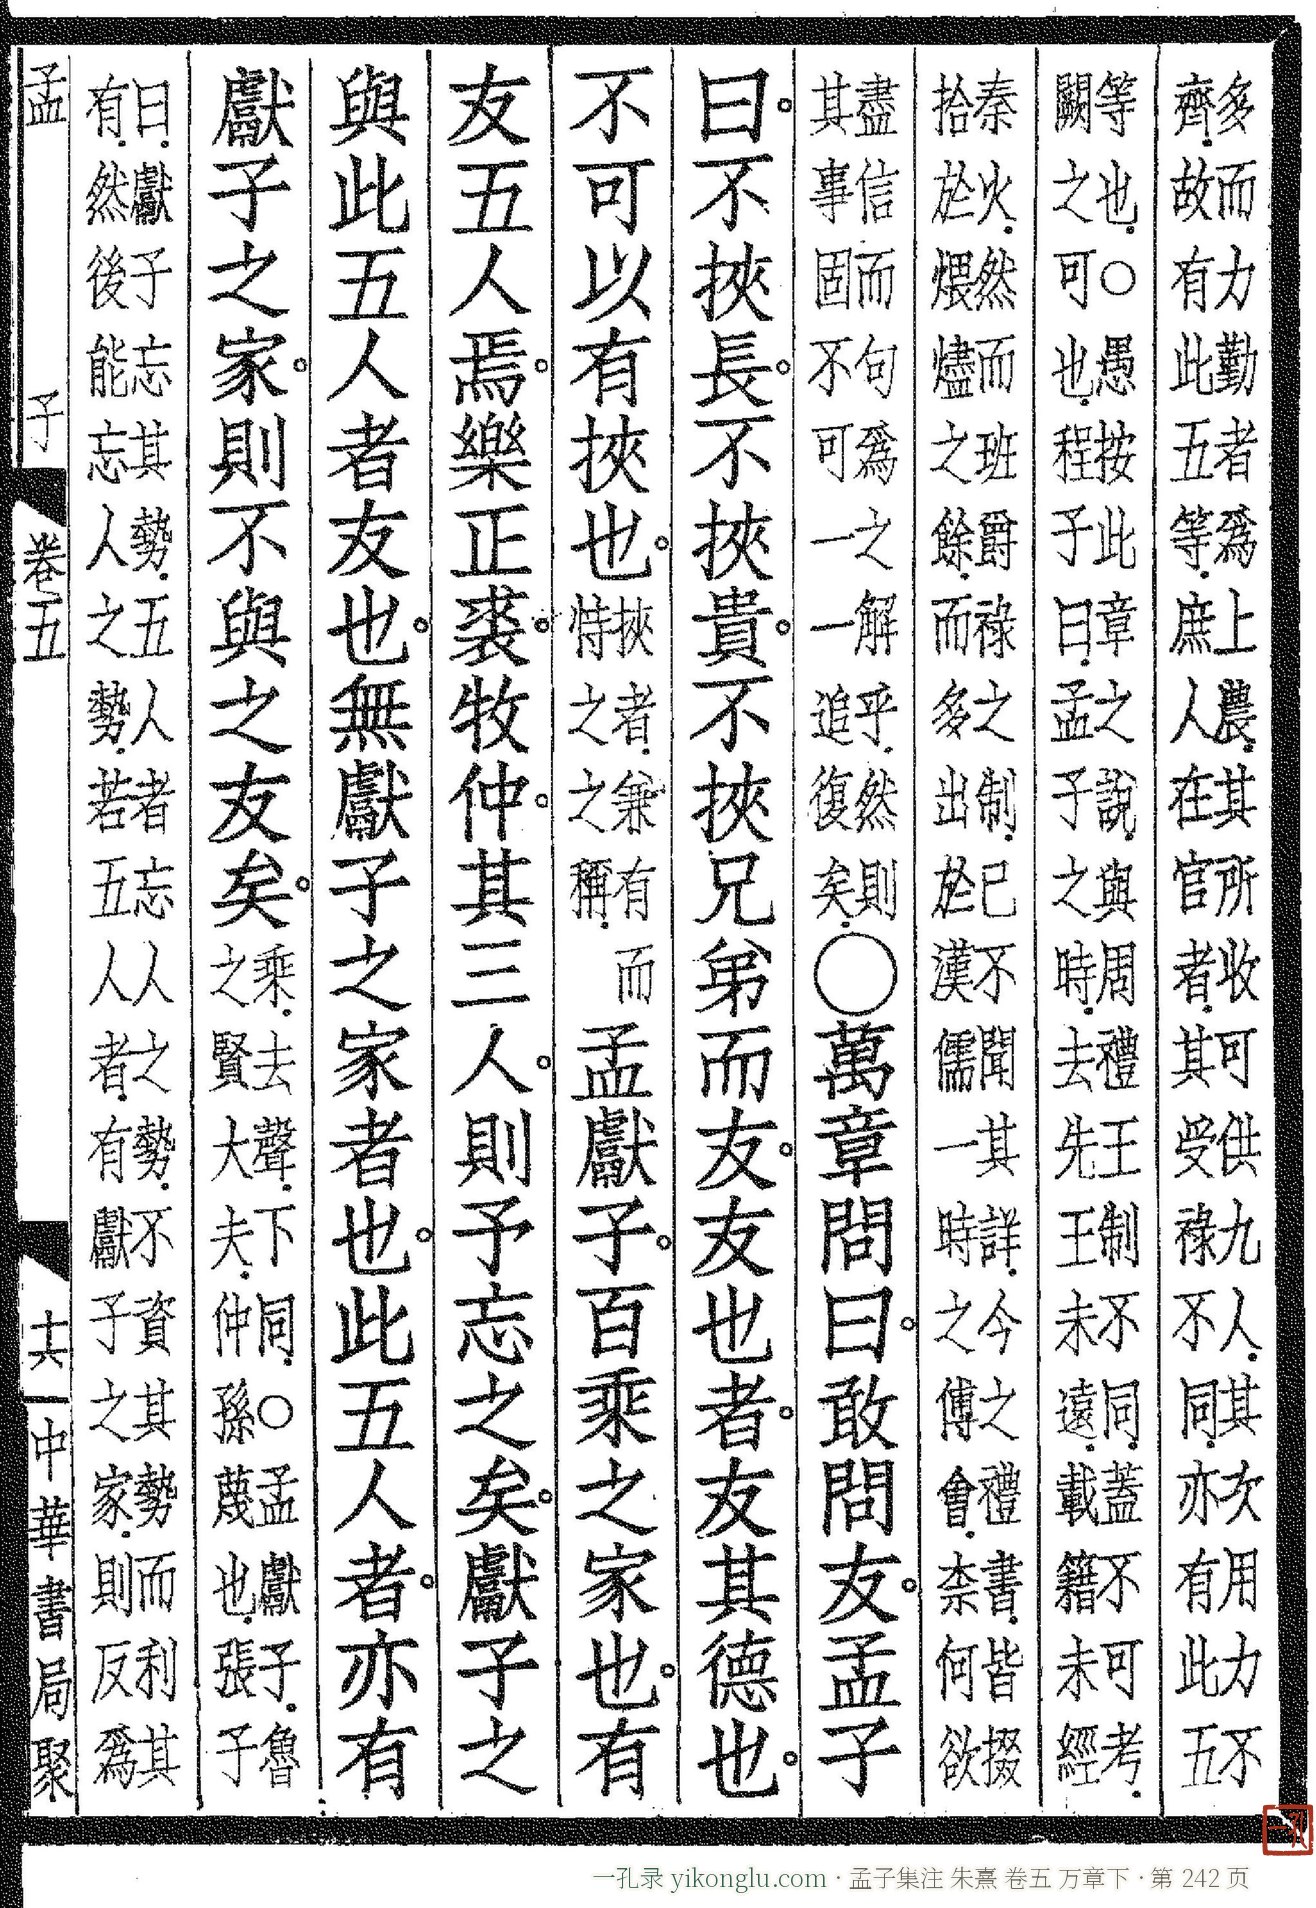 多而力勤者爲上農其所收可供九人其次用力不
齊故有此五等庶人在官者其受祿不同亦有此五
等也○愚按此章之說與周禮王制不同蓋不可考
闕之可也程子曰孟子之時去先王未遠載籍未經
秦火然而班爵祿之制已不聞其詳今之禮書皆掇
拾於煨燼之餘而多出於漢儒一時之傅會柰何欲
盡信而句爲之解乎然則
其事固不可一一追復矣
○萬章問曰敢問友孟子
曰不挾長不挾貴不挾兄弟而友友也者友其德也
不可以有挾也
挾者兼有而
恃之之稱
孟獻子百乘之家也有
友五人焉樂正裘牧仲其三人則予忘之矣獻子之
與此五人者友也無獻子之家者也此五人者亦有
獻子之家則不與之友矣
乘去聲下同○孟獻子魯
之賢大夫仲孫蔑也張子
曰獻子忘其勢五人者忘人之勢不資其勢而利其
有然後能忘人之勢若五人者有獻子之家則反爲
孟子 卷五 十六 中華書局聚
一孔录 yikonglu.com · 孟子集注 朱熹 卷五 万章下 · 第 242 页